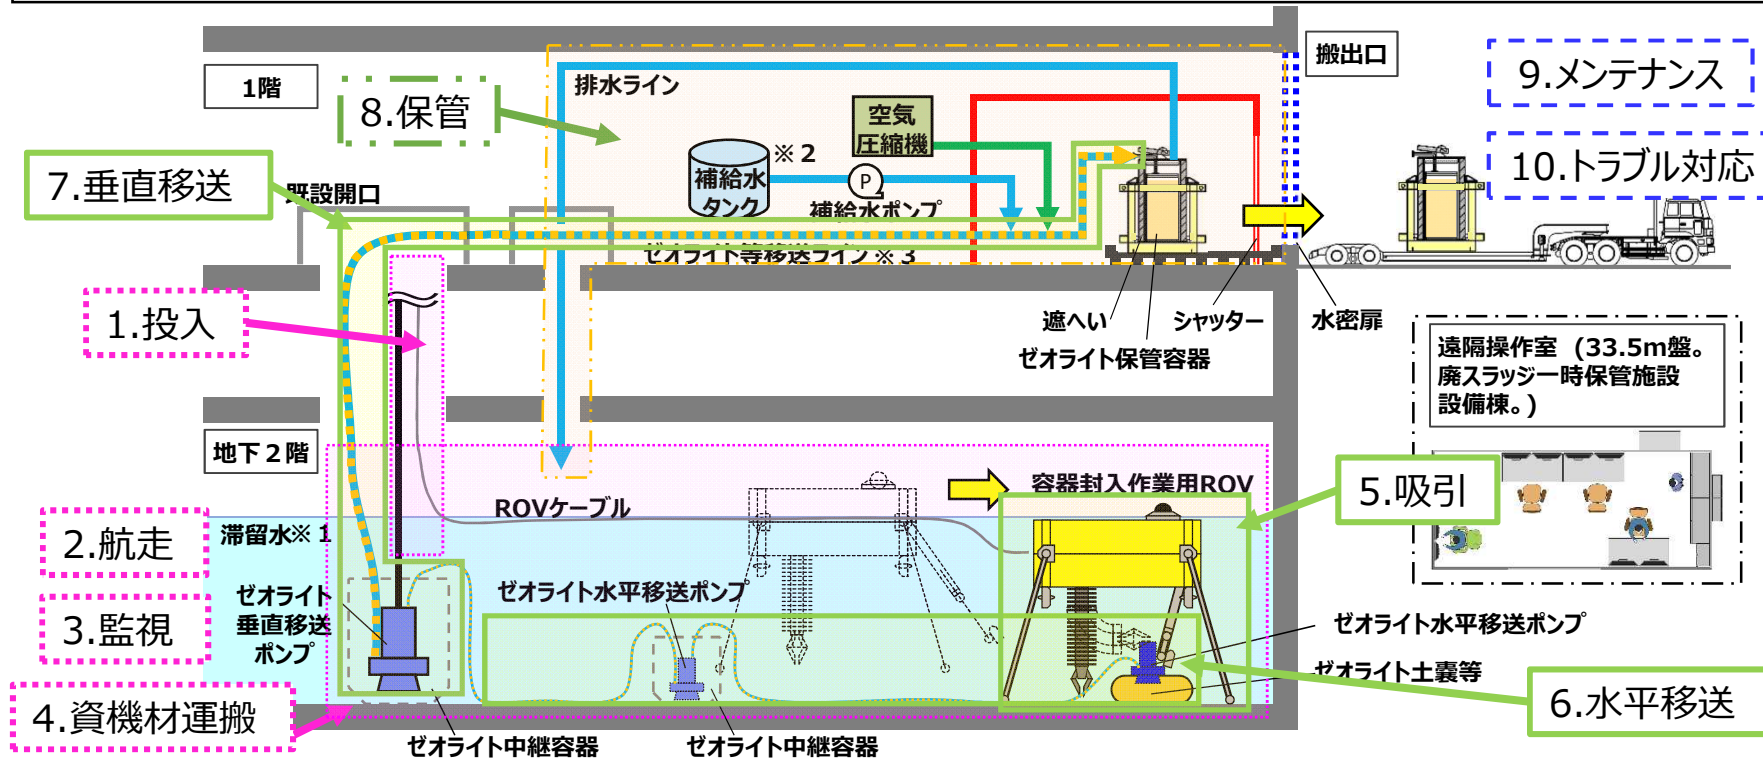 1階
8.保管
排水ライン
空気
圧縮機
搬出口
9.メンテナンス
10.トラブル対応
7.垂直移送
既設開口
※２
補給水
タンク
P
補給水ポンプ
ゼオライト等移送ライン※３
1.投入
遮へい
シャッター
水密扉
ゼオライト保管容器
遠隔操作室 (33.5m盤。
廃スラッジ一時保管施設
設備棟。)
地下２階
ROVケーブル
容器封入作業用ROV
5.吸引
2.航走
滞留水※１
3.監視
ゼオライト
垂直移送
ポンプ
ゼオライト水平移送ポンプ
ゼオライト水平移送ポンプ
ゼオライト土嚢等
4.資機材運搬
6.水平移送
ゼオライト中継容器
ゼオライト中継容器